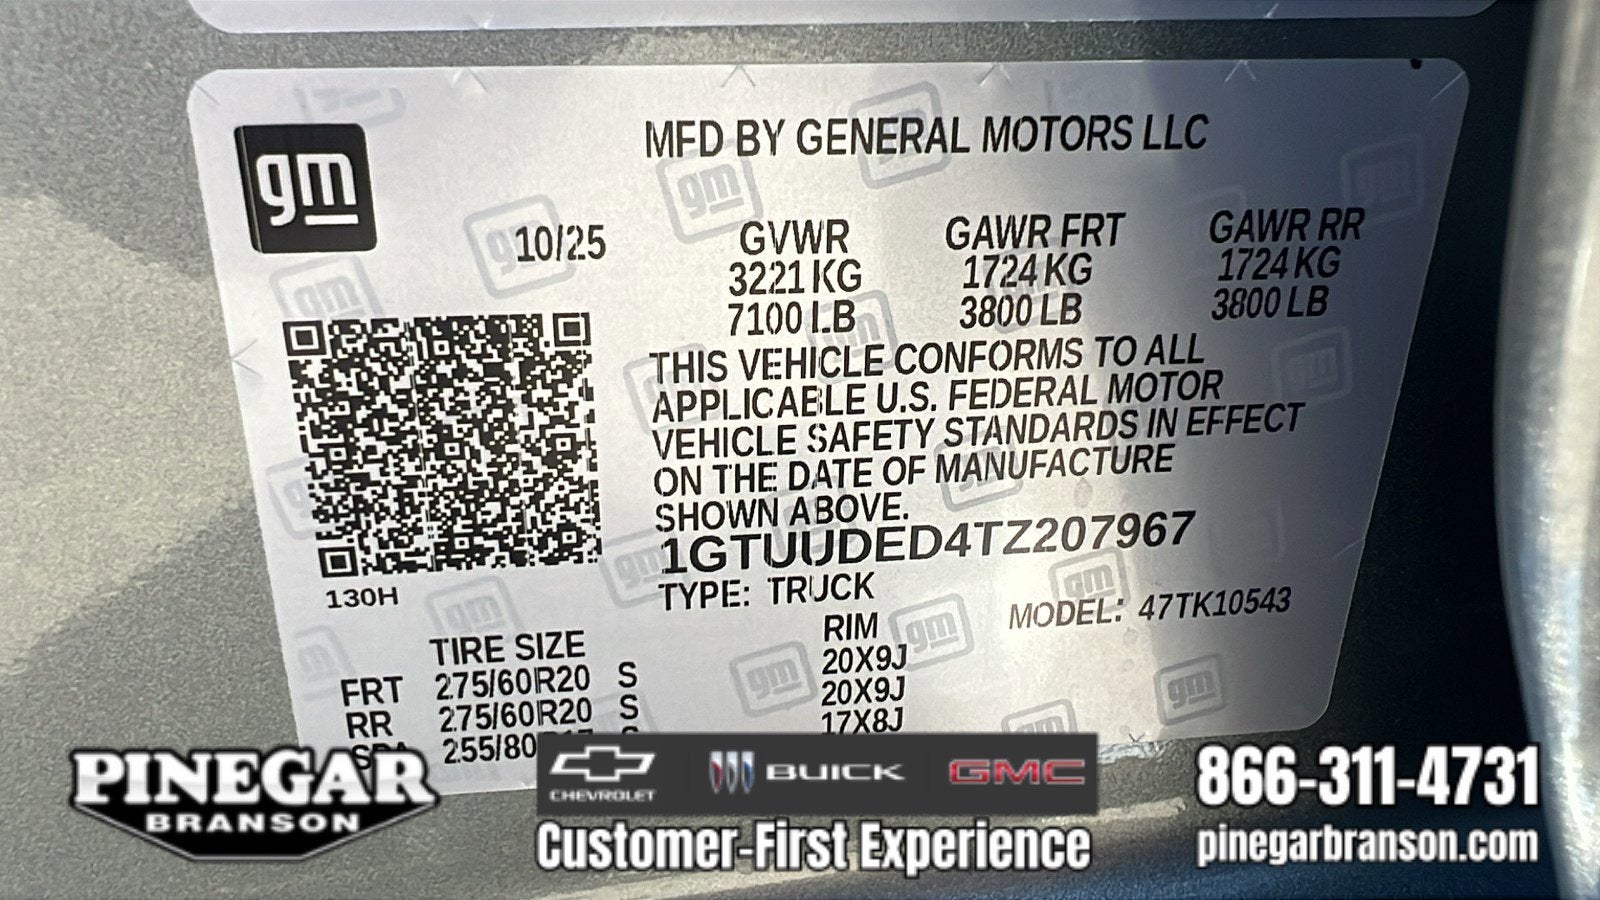 gm
MFD BY GENERAL MOTORS LLC
10/25 GVWR GAWR FRT GAWR RR
3221 KG 1724 KG 1724 KG
7100 LB 3800 LB 3800 LB
THIS VEHICLE CONFORMS TO ALL
APPLICABLE U.S. FEDERAL MOTOR
VEHICLE SAFETY STANDARDS IN EFFECT
ON THE DATE OF MANUFACTURE
SHOWN ABOVE.
1GTUUDED4TZ207967
130H
TYPE: TRUCK MODEL: 47TK10543
TIRE SIZE RIM
FRT 275/60R20 S 20X9J
RR 275/60R20 S 20X9J
255/80 17X8J
PINEGAR
BRANSON
CHEVROLET BUICK GMC
Customer-First Experience
866-311-4731
pinegarbranson.com